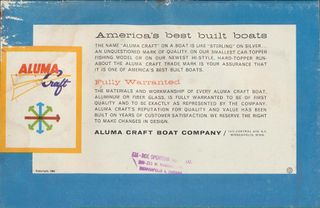 America's best built boats
THE NAME "ALUMA CRAFT" ON A BOAT IS LIKE "STERLING" ON SILVER...
AN UNQUESTIONED MARK OF QUALITY. ON OUR SMALLEST CAR-TOPPER
FISHING MODEL OR ON OUR NEWEST HI-STYLE, HARD-TOPPER RUN-
ABOUT THE ALUMA CRAFT TRADE MARK IS YOUR ASSURANCE THAT
IT IS ONE OF AMERICA'S BEST BUILT BOATS.
ALUMA
Craft
Fully Warranted
THE MATERIALS AND WORKMANSHIP OF EVERY ALUMA CRAFT BOAT,
ALUMINUM OR FIBER GLASS, IS FULLY WARRANTED TO BE OF FIRST
QUALITY AND TO BE EXACTLY AS REPRESENTED BY THE COMPANY.
ALUMA CRAFT'S REPUTATION FOR QUALITY AND VALUE HAS BEEN
BUILT ON YEARS OF CUSTOMER SATISFACTION. WE RESERVE THE RIGHT
TO MAKE CHANGES IN DESIGN.
ALUMA CRAFT BOAT COMPANY / CENTRAL AVE N.E.
MINNEAPOLIS, MINN.